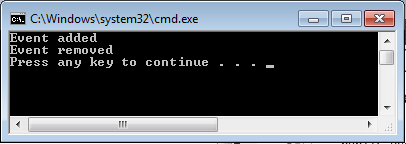 C:\Windows\system32\cmd.exe
Event added
Event removed
Press any key to continue . . . _